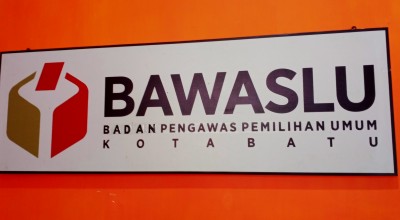 BAWASLU
BADAN PENGAWAS PEMILIHAN UMUM
KOTA BATU